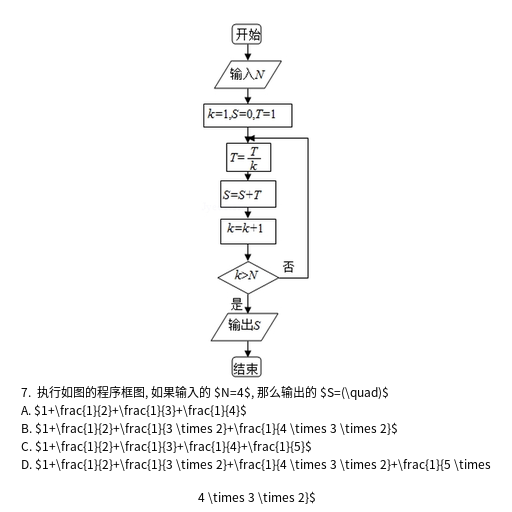 开始
输入N
k=1,S=0,T=1
T=\frac{T}{k}
S=S+T
k=k+1
k>N
否
是
输出S
结束
7. 执行如图的程序框图, 如果输入的 $N=4$, 那么输出的 $S=(\quad)$
A. $1+\frac{1}{2}+\frac{1}{3}+\frac{1}{4}$
B. $1+\frac{1}{2}+\frac{1}{3 \times 2}+\frac{1}{4 \times 3 \times 2}$
C. $1+\frac{1}{2}+\frac{1}{3}+\frac{1}{4}+\frac{1}{5}$
D. $1+\frac{1}{2}+\frac{1}{3 \times 2}+\frac{1}{4 \times 3 \times 2}+\frac{1}{5 \times
4 \times 3 \times 2}$